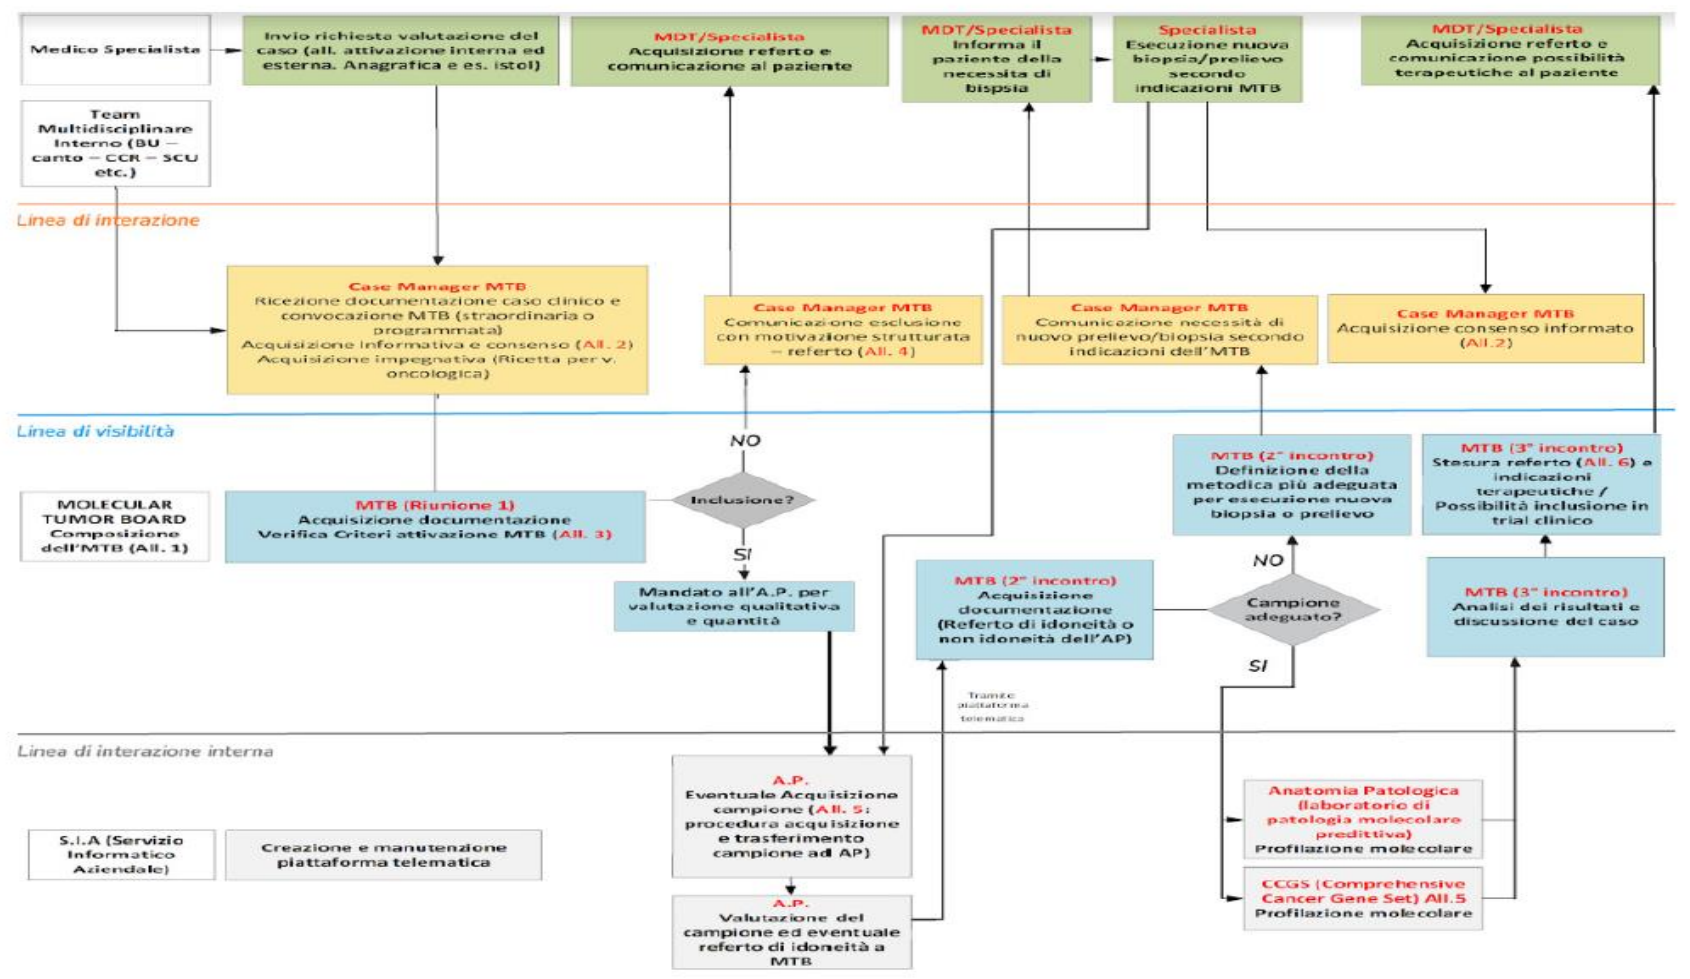 Medico Specialista
Invio richiesta valutazione del
caso (all. attivazione interna ed
esterna. Anagrafica e es. istol)
MDT/Specialista
Acquisizione referto e
comunicazione al paziente
MDT/Specialista
Informa il
paziente della
necessita di
bispsia
Specialista
Esecuzione nuova
biopsia/prelievo
secondo
indicazioni MTB
MDT/Specialista
Acquisizione referto e
comunicazione possibilità
terapeutiche al paziente
Team
Multidisciplinare
Interno (BU –
canto – CCR – SCU
etc.)
Linea di interazione
Case Manager MTB
Ricezione documentazione caso clinico e
convocazione MTB (straordinaria o
programmata)
Acquisizione Informativa e consenso (All. 2)
Acquisizione impegnativa (Ricetta per v.
oncologica)
Case Manager MTB
Comunicazione esclusione
con motivazione strutturata
– referto (All. 4)
Case Manager MTB
Comunicazione necessità di
nuovo prelievo/biopsia secondo
indicazioni dell'MTB
Case Manager MTB
Acquisizione consenso informato
(All.2)
Linea di visibilità
MOLECULAR
TUMOR BOARD
Composizione
dell'MTB (All. 1)
MTB (Riunione 1)
Acquisizione documentazione
Verifica Criteri attivazione MTB (All. 3)
NO
Inclusione?
SI
Mandato all'A.P. per
valutazione qualitativa
e quantità
MTB (2° incontro)
Acquisizione
documentazione
(Referto di idoneità o
non idoneità dell'AP)
MTB (2° incontro)
Definizione della
metodica più adeguata
per esecuzione nuova
biopsia o prelievo
NO
Campione
adeguato?
SI
MTB (3° incontro)
Stesura referto (All. 6) e
indicazioni
terapeutiche /
Possibilità inclusione in
trial clinico
MTB (3° incontro)
Analisi dei risultati e
discussione del caso
Tramite
piattaforma
telematica
Linea di interazione interna
S.I.A (Servizio
Informatico
Aziendale)
Creazione e manutenzione
piattaforma telematica
A.P.
Eventuale Acquisizione
campione (All. 5:
procedura acquisizione
e trasferimento
campione ad AP)
A.P.
Valutazione del
campione ed eventuale
referto di idoneità a
MTB
Anatomia Patologica
(laboratorio di
patologia molecolare
predittiva)
Profilazione molecolare
CCGS (Comprehensive
Cancer Gene Set) All.5
Profilazione molecolare